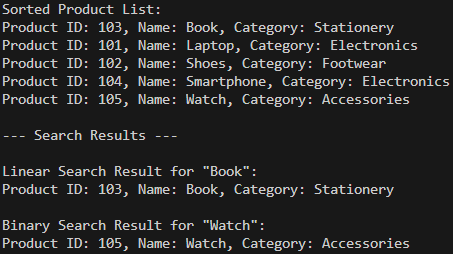 Sorted Product List:
Product ID: 103, Name: Book, Category: Stationery
Product ID: 101, Name: Laptop, Category: Electronics
Product ID: 102, Name: Shoes, Category: Footwear
Product ID: 104, Name: Smartphone, Category: Electronics
Product ID: 105, Name: Watch, Category: Accessories
--- Search Results ---
Linear Search Result for "Book":
Product ID: 103, Name: Book, Category: Stationery
Binary Search Result for "Watch":
Product ID: 105, Name: Watch, Category: Accessories